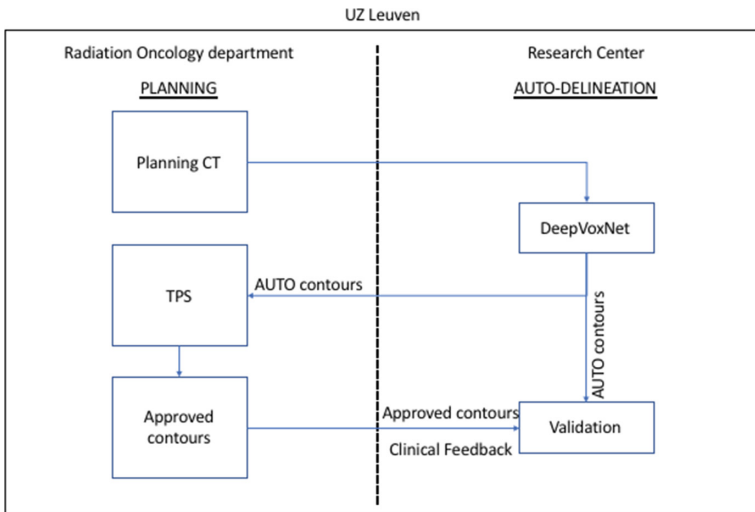 UZ Leuven
Radiation Oncology department
Research Center
PLANNING
AUTO-DELINEATION
Planning CT
DeepVoxNet
AUTO contours
TPS
AUTO contours
Approved
contours
Approved contours
Validation
Clinical Feedback